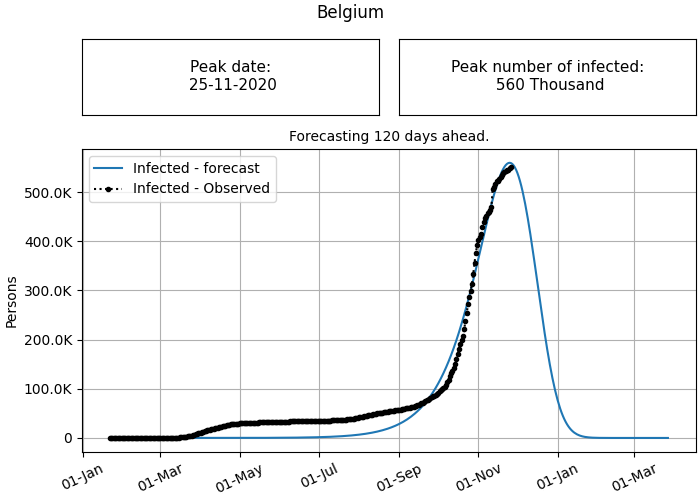 Belgium
Peak date:
25-11-2020
Peak number of infected:
560 Thousand
Forecasting 120 days ahead.
Infected - forecast
Infected - Observed
Persons
500.0K
400.0K
300.0K
200.0K
100.0K
0
01-Jan
01-Mar
01-May
01-Jul
01-Sep
01-Nov
01-Jan
01-Mar